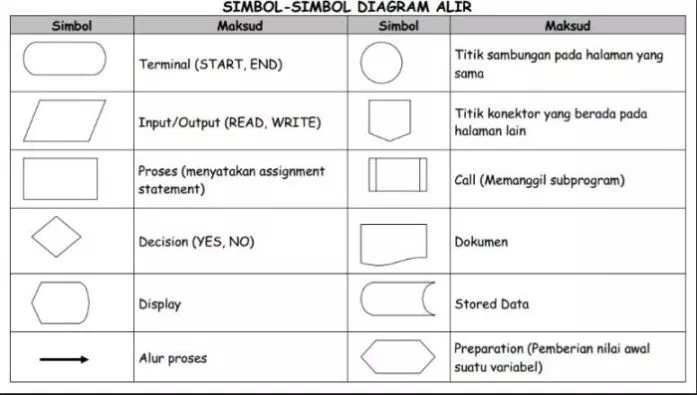 SIMBOL-SIMBOL DIAGRAM ALIR
Simbol Maksud Simbol Maksud
Terminal (START, END)
Titik sambungan pada halaman yang
sama
Input/Output (READ, WRITE)
Titik konektor yang berada pada
halaman lain
Proses (menyatakan assignment
statement)
Call (Memanggil subprogram)
Decision (YES, NO)
Dokumen
Display
Stored Data
Alur proses
Preparation (Pemberian nilai awal
suatu variabel)